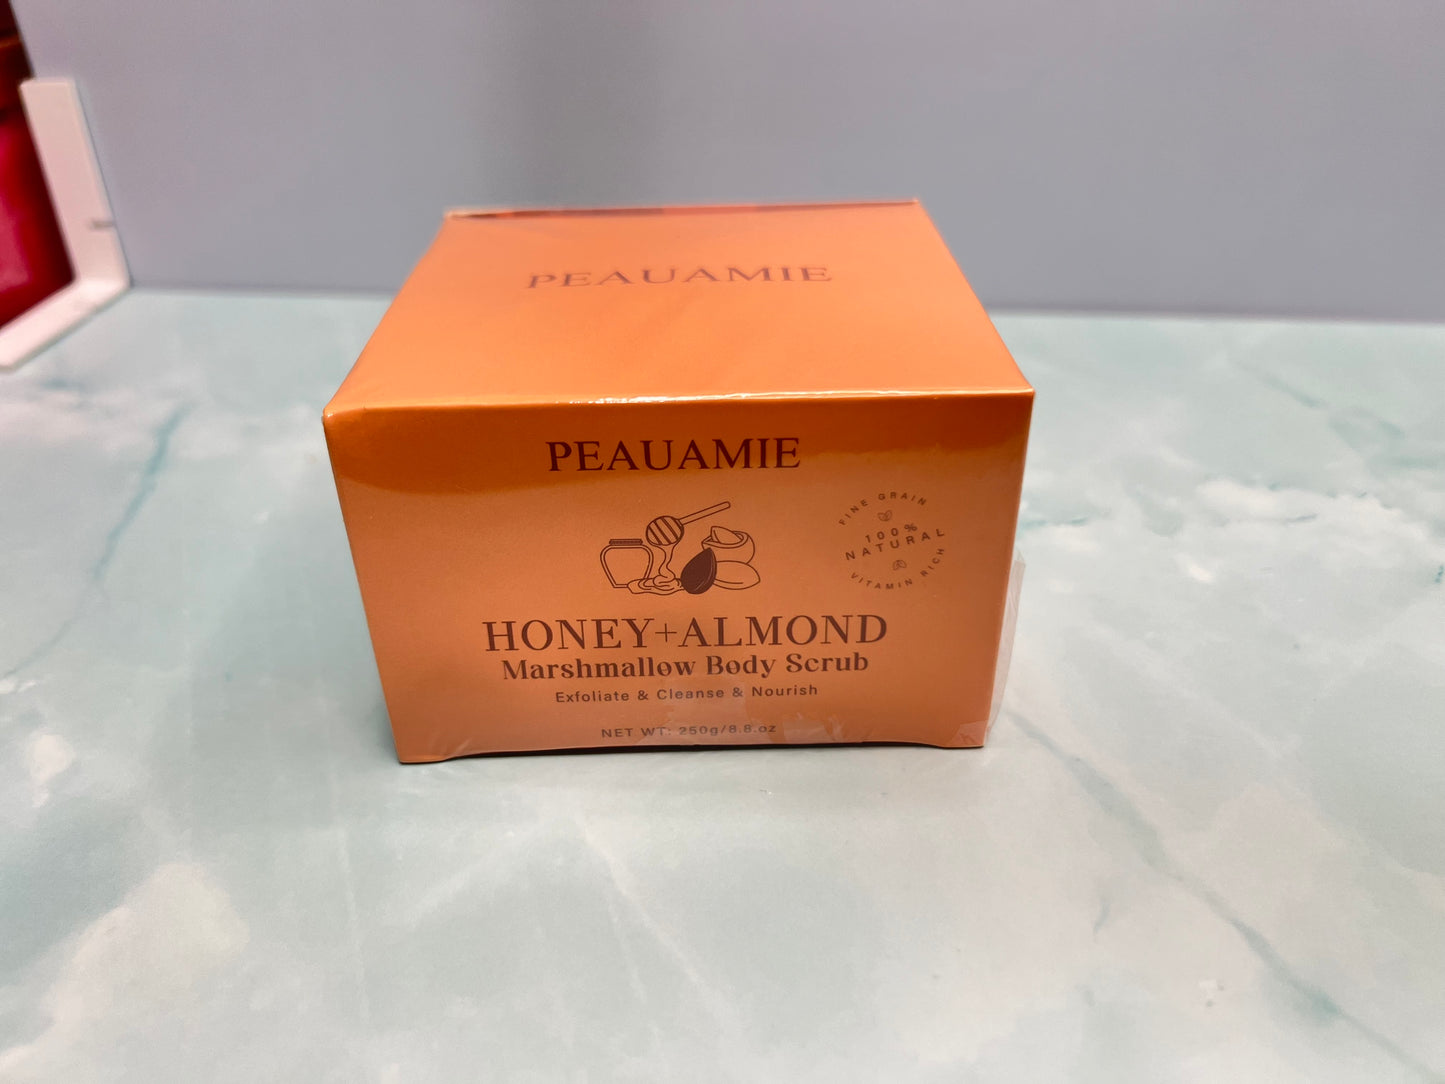 PEAUAMIE
PEAUAMIE
FINE GRAIN
100%
NATURAL
VITAMIN RICH
HONEY+ALMOND
Marshmallow Body Scrub
Exfoliate & Cleanse & Nourish
NET WT: 250g/8.8.oz